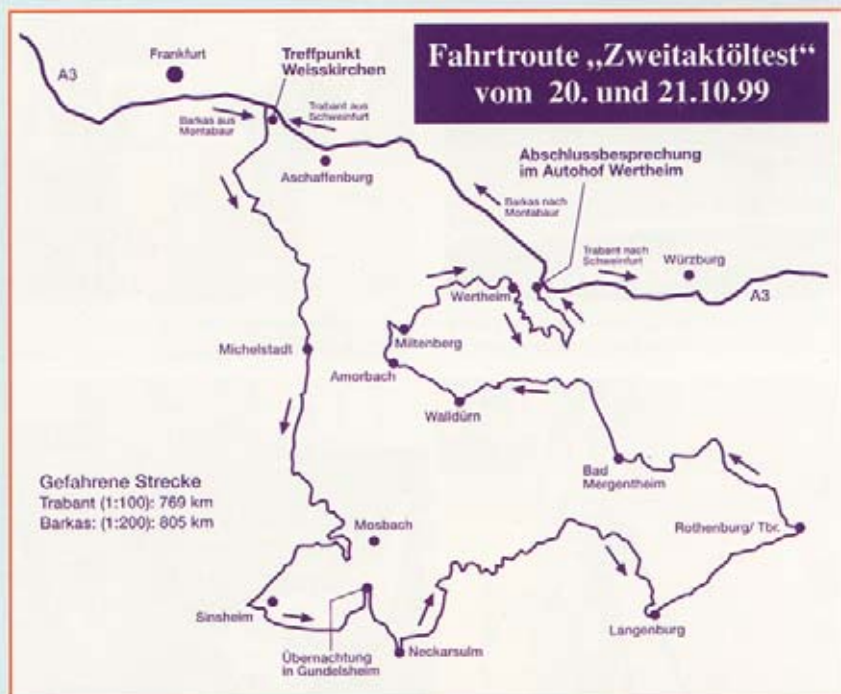 Fahrtroute „Zweitaktöltest“
vom 20. und 21.10.99
Frankfurt
A3
Treffpunkt
Weisskirchen
Barkas aus
Montabaur
Trabant aus
Schweinfurt
Aschaffenburg
Abschlussbesprechung
im Autohof Wertheim
Barkas nach
Montabaur
Trabant nach
Schweinfurt
Würzburg
A3
Wertheim
Miltenberg
Michelstadt
Amorbach
Walldürn
Bad
Mergentheim
Gefahrene Strecke
Trabant (1:100): 769 km
Barkas: (1:200): 805 km
Mosbach
Rothenburg/ Tbr.
Sinsheim
Langenburg
Übernachtung
in Gundelsheim
Neckarsulm